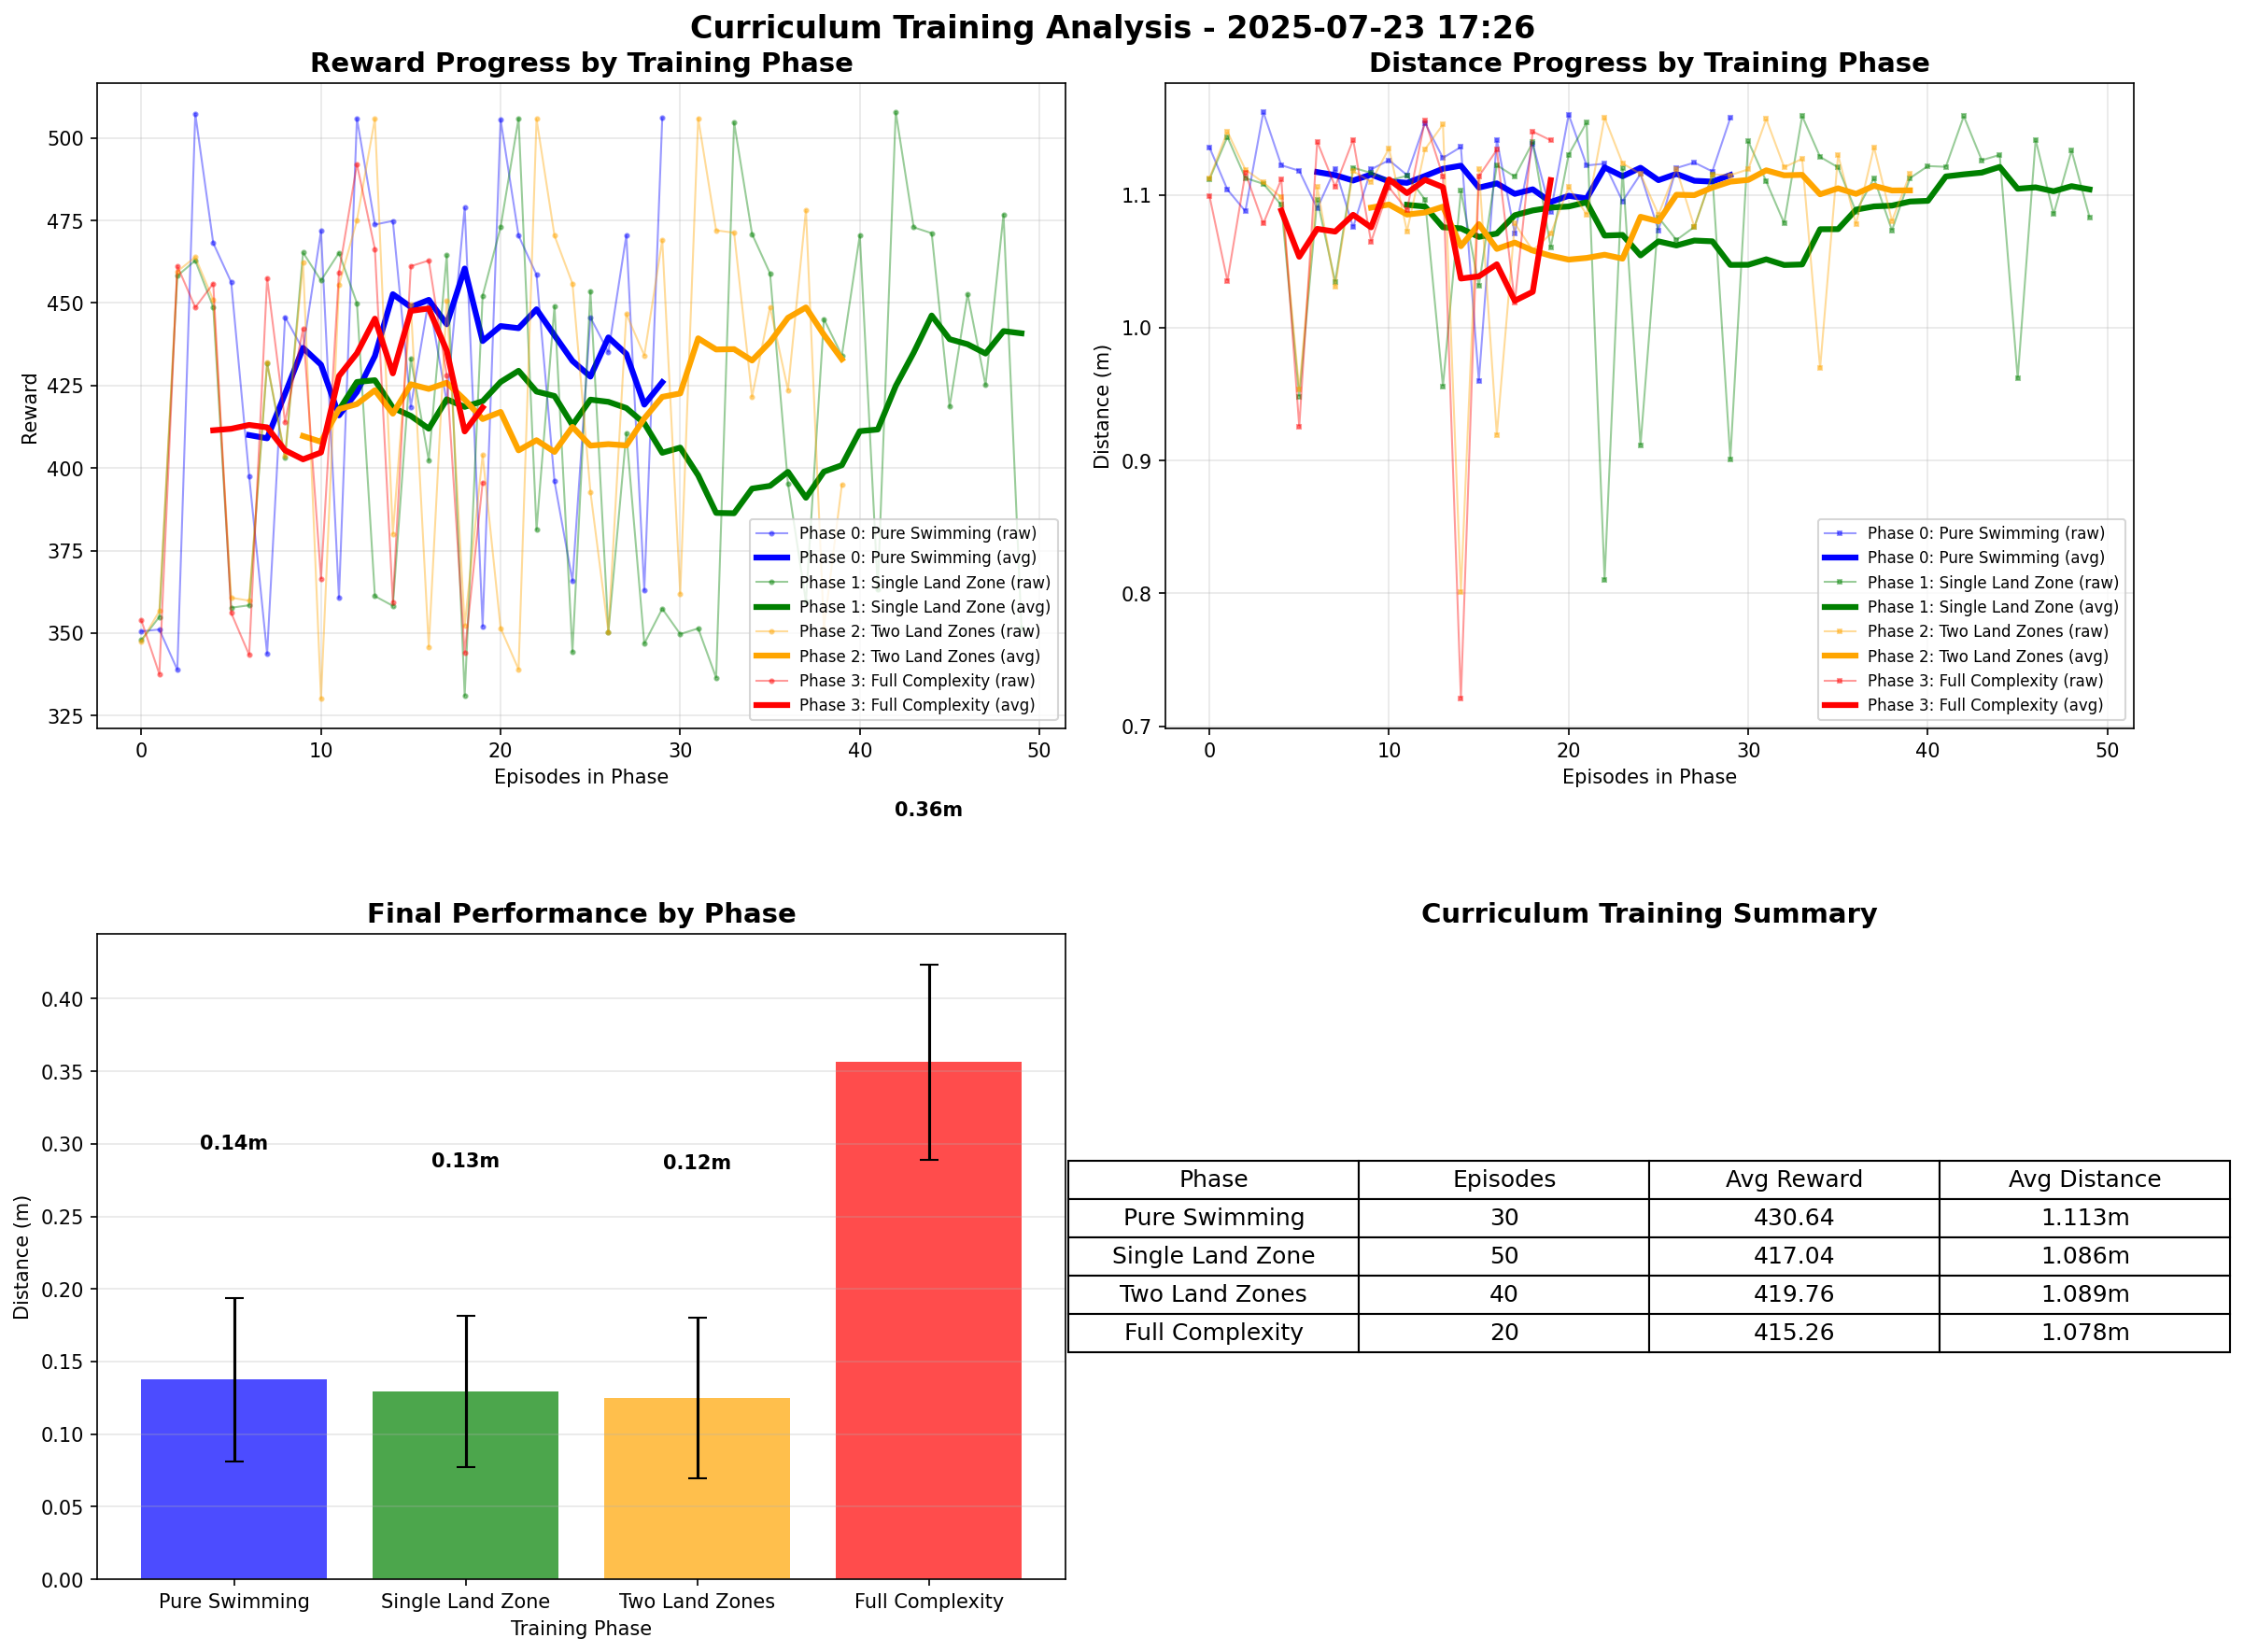 Curriculum Training Analysis - 2025-07-23 17:26
Reward Progress by Training Phase
500
475
450
425
400
375
350
325
Reward
0 10 20 30 40 50
Episodes in Phase
Phase 0: Pure Swimming (raw)
Phase 0: Pure Swimming (avg)
Phase 1: Single Land Zone (raw)
Phase 1: Single Land Zone (avg)
Phase 2: Two Land Zones (raw)
Phase 2: Two Land Zones (avg)
Phase 3: Full Complexity (raw)
Phase 3: Full Complexity (avg)
Distance Progress by Training Phase
1.1
1.0
0.9
0.8
0.7
Distance (m)
0 10 20 30 40 50
Episodes in Phase
Phase 0: Pure Swimming (raw)
Phase 0: Pure Swimming (avg)
Phase 1: Single Land Zone (raw)
Phase 1: Single Land Zone (avg)
Phase 2: Two Land Zones (raw)
Phase 2: Two Land Zones (avg)
Phase 3: Full Complexity (raw)
Phase 3: Full Complexity (avg)
0.36m
Final Performance by Phase
0.40
0.35
0.30
0.25
0.20
0.15
0.10
0.05
0.00
Distance (m)
0.14m 0.13m 0.12m
Pure Swimming Single Land Zone Two Land Zones Full Complexity
Training Phase
Curriculum Training Summary
Phase Episodes Avg Reward Avg Distance
Pure Swimming 30 430.64 1.113m
Single Land Zone 50 417.04 1.086m
Two Land Zones 40 419.76 1.089m
Full Complexity 20 415.26 1.078m